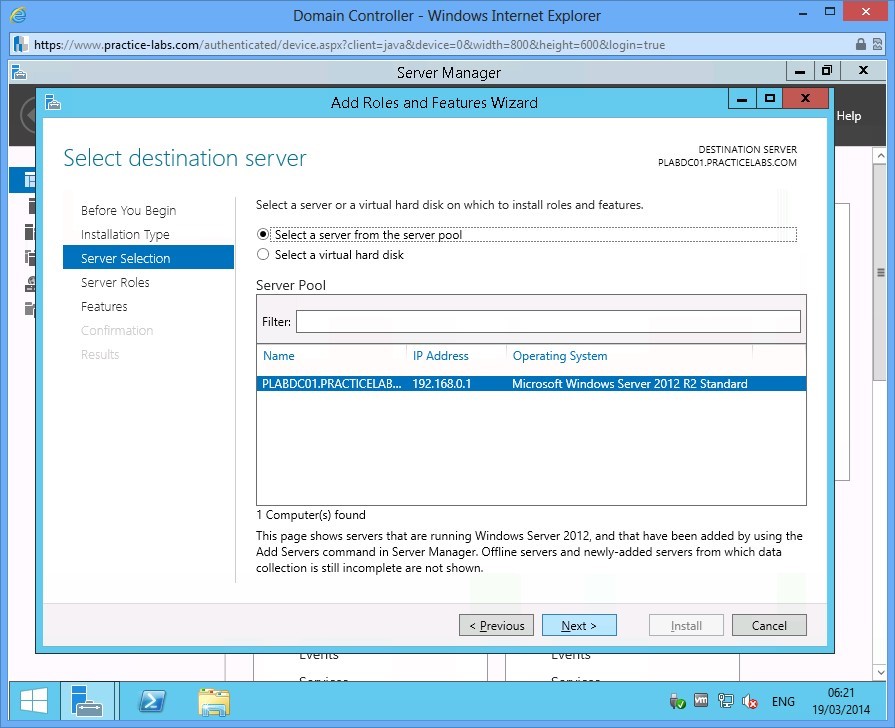 Domain Controller - Windows Internet Explorer
https://www.practice-labs.com/authenticated/device.aspx?client=java&device=0&width=800&height=600&login=true
Server Manager
Add Roles and Features Wizard
Help
Select destination server
DESTINATION SERVER
PLABDC01.PRACTICELABS.COM
Before You Begin
Installation Type
Server Selection
Server Roles
Features
Confirmation
Results
Select a server or a virtual hard disk on which to install roles and features.
Select a server from the server pool
Select a virtual hard disk
Server Pool
Filter:
Name IP Address Operating System
PLABDC01.PRACTICELAB... 192.168.0.1 Microsoft Windows Server 2012 R2 Standard
1 Computer(s) found
This page shows servers that are running Windows Server 2012, and that have been added by using the
Add Servers command in Server Manager. Offline servers and newly-added servers from which data
collection is still incomplete are not shown.
< Previous Next > Install Cancel
Events Events
Services Services
vm ENG 06:21
19/03/2014